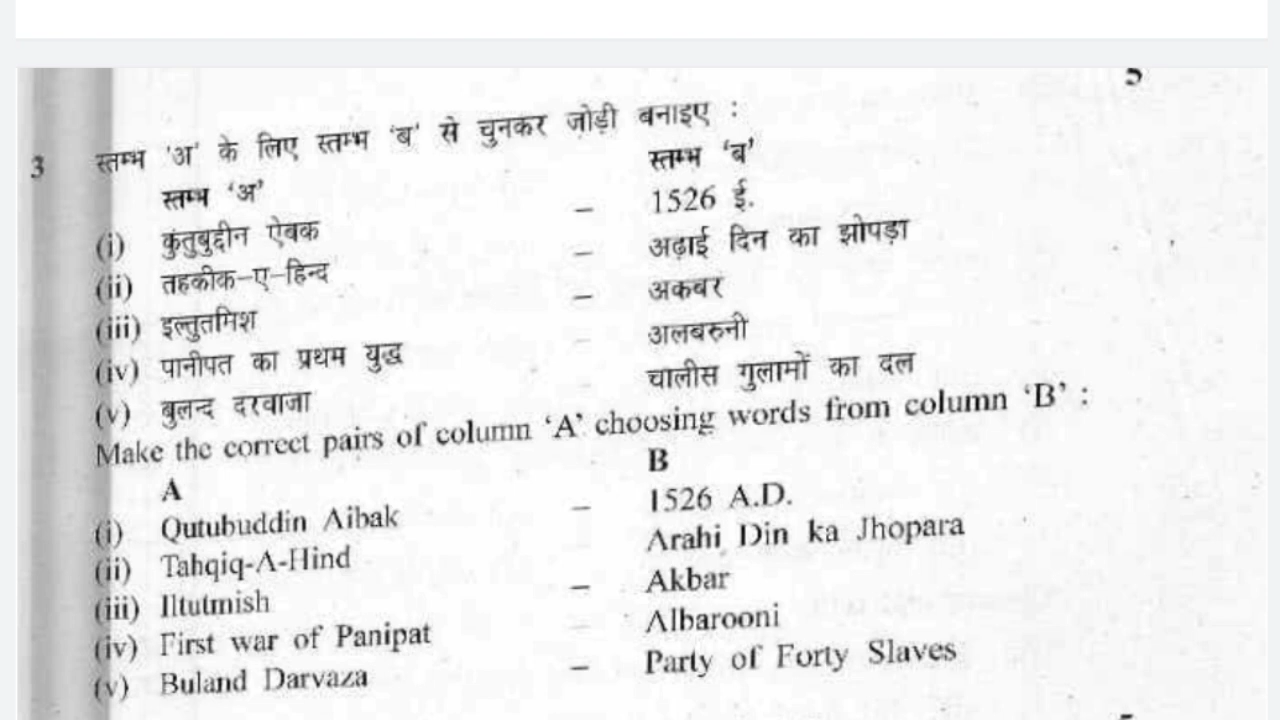 5
3 स्तम्भ 'अ' के लिए स्तम्भ 'ब' से चुनकर जोड़ी बनाइए :
स्तम्भ 'अ' स्तम्भ 'ब'
(i) कुतुबुद्दीन ऐबक – 1526 ई.
(ii) तहकीक-ए-हिन्द – अढ़ाई दिन का झोपड़ा
(iii) इल्तुतमिश – अकबर
(iv) पानीपत का प्रथम युद्ध – अलबरुनी
(v) बुलन्द दरवाजा – चालीस गुलामों का दल
Make the correct pairs of column 'A' choosing words from column 'B' :
A B
(i) Qutubuddin Aibak – 1526 A.D.
(ii) Tahqiq-A-Hind – Arahi Din ka Jhopara
(iii) Iltutmish – Akbar
(iv) First war of Panipat – Albarooni
(v) Buland Darvaza – Party of Forty Slaves